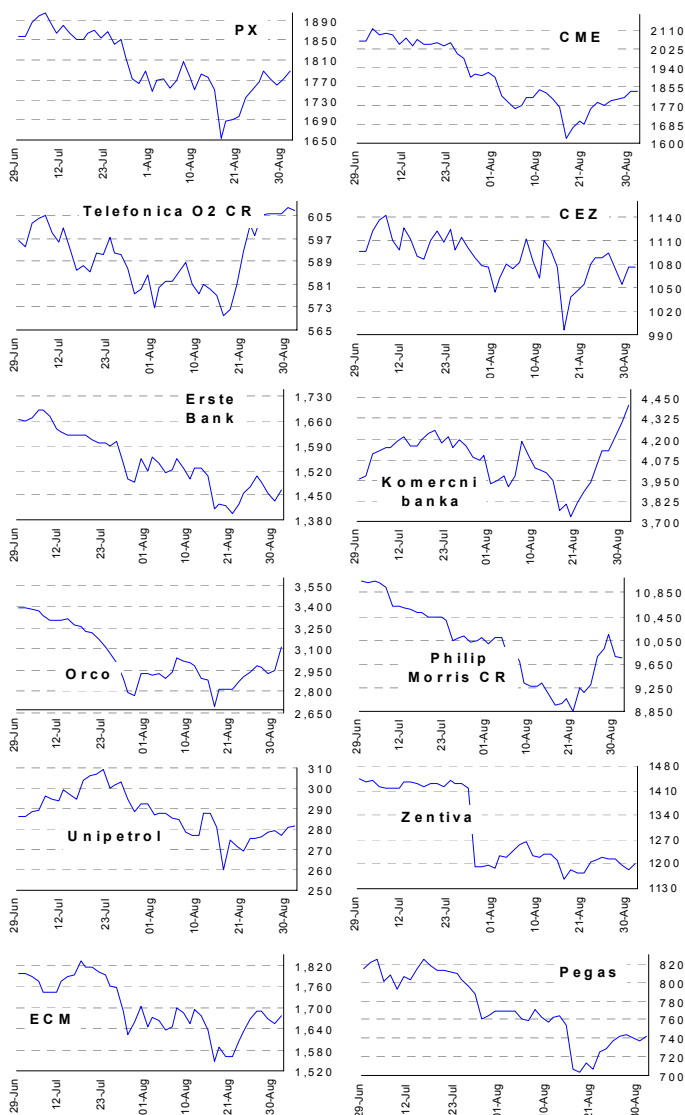 PX
1890
1850
1810
1770
1730
1690
1650
29-Jun
12-Jul
23-Jul
1-Aug
10-Aug
21-Aug
30-Aug
CME
2110
2025
1940
1855
1770
1685
1600
29-Jun
12-Jul
23-Jul
01-Aug
10-Aug
21-Aug
30-Aug
Telefonica O2 CR
605
597
589
581
573
565
29-Jun
12-Jul
23-Jul
01-Aug
10-Aug
21-Aug
30-Aug
CEZ
1140
1110
1080
1050
1020
990
29-Jun
12-Jul
23-Jul
01-Aug
10-Aug
21-Aug
30-Aug
Erste
Bank
1,730
1,660
1,590
1,520
1,450
1,380
29-Jun
12-Jul
23-Jul
01-Aug
10-Aug
21-Aug
30-Aug
Komercni
banka
4,450
4,325
4,200
4,075
3,950
3,825
3,700
29-Jun
12-Jul
23-Jul
01-Aug
10-Aug
21-Aug
30-Aug
Orco
3,550
3,400
3,250
3,100
2,950
2,800
2,650
29-Jun
12-Jul
23-Jul
01-Aug
10-Aug
21-Aug
30-Aug
Philip
Morris CR
10,850
10,450
10,050
9,650
9,250
8,850
29-Jun
12-Jul
23-Jul
01-Aug
10-Aug
21-Aug
30-Aug
Unipetrol
310
300
290
280
270
260
250
29-Jun
12-Jul
23-Jul
01-Aug
10-Aug
21-Aug
30-Aug
Zentiva
1480
1410
1340
1270
1200
1130
29-Jun
12-Jul
23-Jul
01-Aug
10-Aug
21-Aug
30-Aug
ECM
1,820
1,760
1,700
1,640
1,580
1,520
29-Jun
12-Jul
23-Jul
01-Aug
10-Aug
21-Aug
30-Aug
Pegas
820
800
780
760
740
720
700
29-Jun
12-Jul
23-Jul
01-Aug
0-Aug
21-Aug
30-Aug